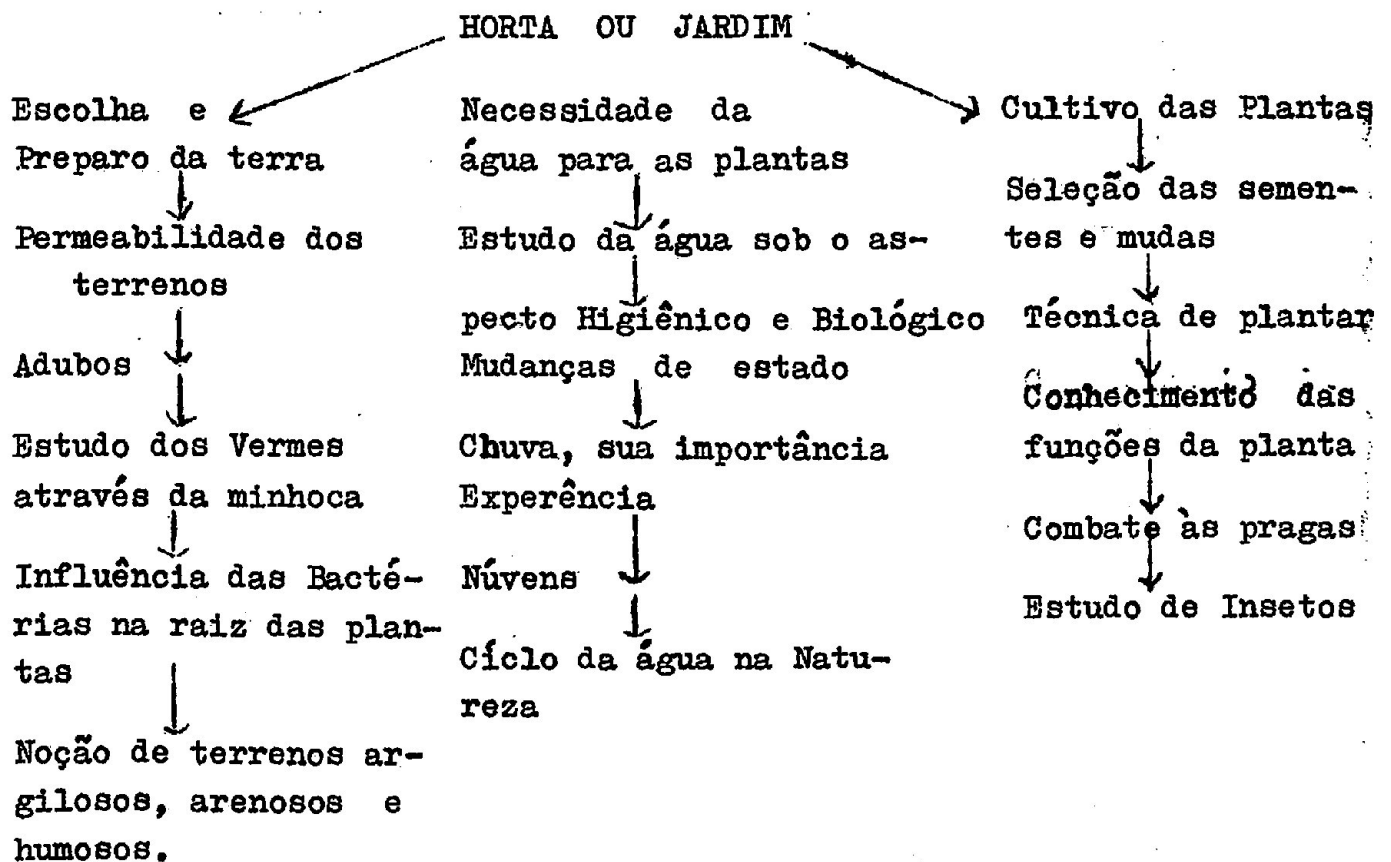 HORTA OU JARDIM
Escolha e
Preparo da terra
Permeabilidade dos
terrenos
Adubos
Estudo dos Vermes
através da minhoca
Influência das Bacté-
rias na raiz das plan-
tas
Noção de terrenos ar-
gilosos, arenosos e
humosos.
Necessidade da
água para as plantas
Estudo da água sob o as-
pecto Higiênico e Biológico
Mudanças de estado
Chuva, sua importância
Experência
Núvens
Cíclo da água na Natu-
reza
Cultivo das Plantas
Seleção das semen-
tes e mudas
Técnica de plantar
Conhecimento das
funções da planta
Combate às pragas
Estudo de Insetos